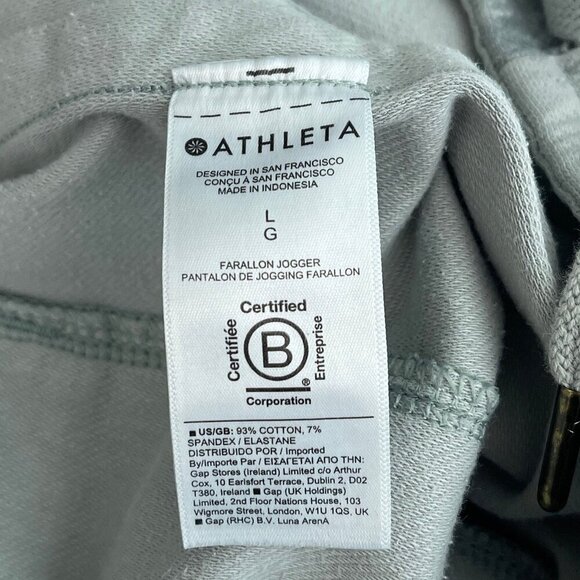 ATHLETA
DESIGNED IN SAN FRANCISCO
CONÇU À SAN FRANCISCO
MADE IN INDONESIA
L
G
FARALLON JOGGER
PANTALON DE JOGGING FARALLON
Certified
Certifiée
B
Entreprise
®
Corporation
■ US/GB: 93% COTTON, 7%
SPANDEX / ELASTANE
DISTRIBUIDO POR /
By/importe Par / ΕΙΣΑΓΕΤΑΙ ΑΠΟ ΤΗΝ:
Gap Stores (Ireland) Limited c/o Arthur
Cox, 10 Earlsfort Terrace, Dublin 2, D02
T380, Ireland ■ Gap (UK Holdings)
Limited, 2nd Floor Nations House, 103
Wigmore Street, London, W1U 1QS, UK
■ Gap (RHC) B.V. Luna ArenA